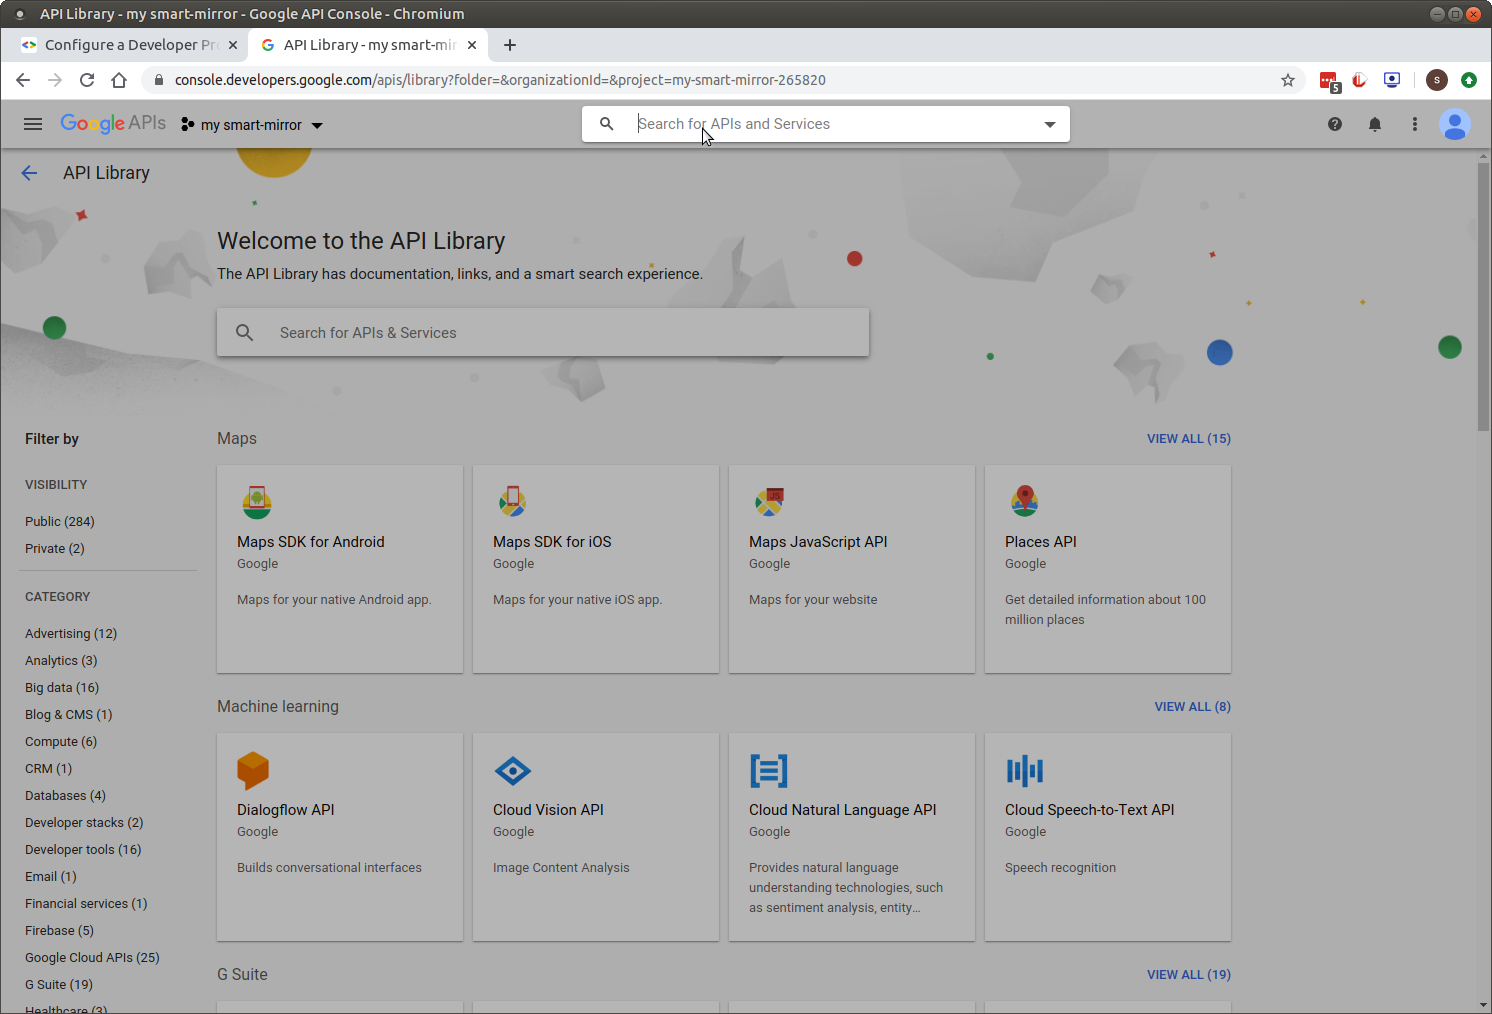 API Library - my smart-mirror - Google API Console - Chromium
Configure a Developer Pr
API Library - my smart-mir
console.developers.google.com/apis/library?folder=&organizationId=&project=my-smart-mirror-265820
5
S
Google APIs
my smart-mirror
Search for APIs and Services
API Library
Welcome to the API Library
The API Library has documentation, links, and a smart search experience.
Search for APIs & Services
Filter by
VISIBILITY
Public (284)
Private (2)
CATEGORY
Advertising (12)
Analytics (3)
Big data (16)
Blog & CMS (1)
Compute (6)
CRM (1)
Databases (4)
Developer stacks (2)
Developer tools (16)
Email (1)
Financial services (1)
Firebase (5)
Google Cloud APIs (25)
G Suite (19)
Healthcare (3)
Maps
VIEW ALL (15)
Maps SDK for Android
Google
Maps for your native Android app.
Maps SDK for iOS
Google
Maps for your native iOS app.
JS
Maps JavaScript API
Google
Maps for your website
Places API
Google
Get detailed information about 100
million places
Machine learning
VIEW ALL (8)
Dialogflow API
Google
Builds conversational interfaces
Cloud Vision API
Google
Image Content Analysis
Cloud Natural Language API
Google
Provides natural language
understanding technologies, such
as sentiment analysis, entity...
Cloud Speech-to-Text API
Google
Speech recognition
G Suite
VIEW ALL (19)